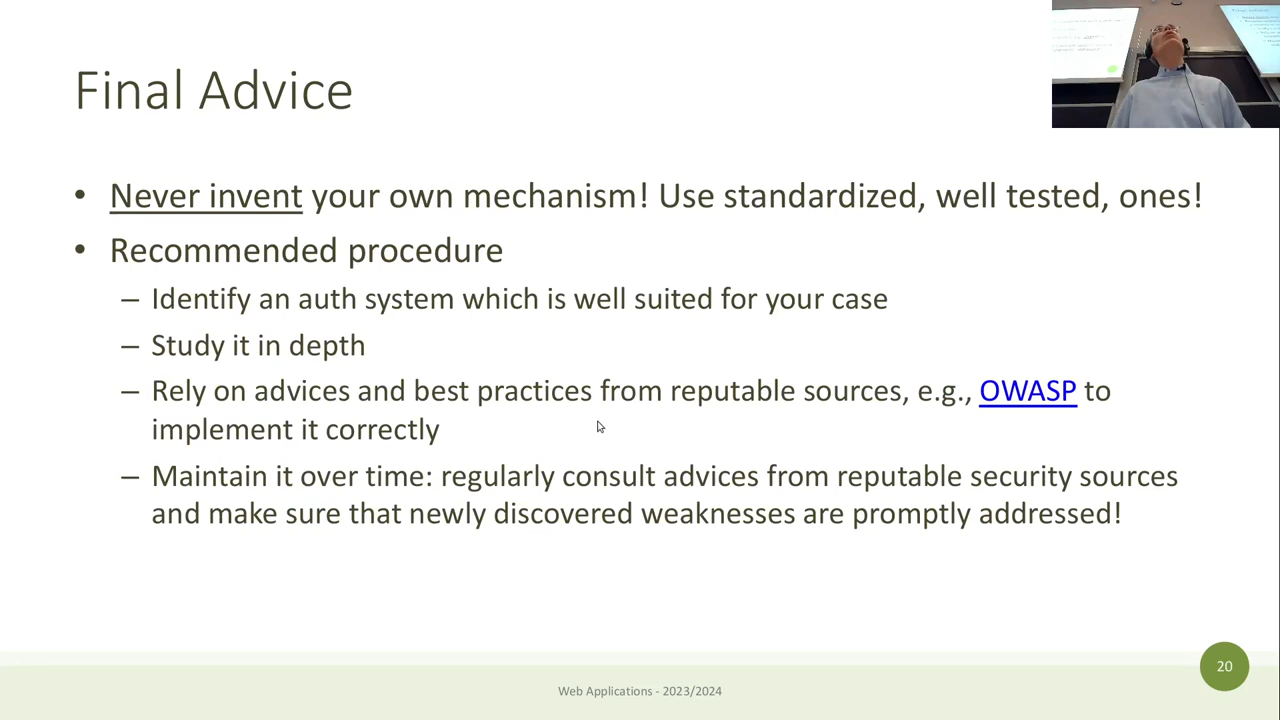 Final Advice
• Never invent your own mechanism! Use standardized, well tested, ones!
• Recommended procedure
– Identify an auth system which is well suited for your case
– Study it in depth
– Rely on advices and best practices from reputable sources, e.g., OWASP to
implement it correctly
– Maintain it over time: regularly consult advices from reputable security sources
and make sure that newly discovered weaknesses are promptly addressed!
20
Web Applications - 2023/2024